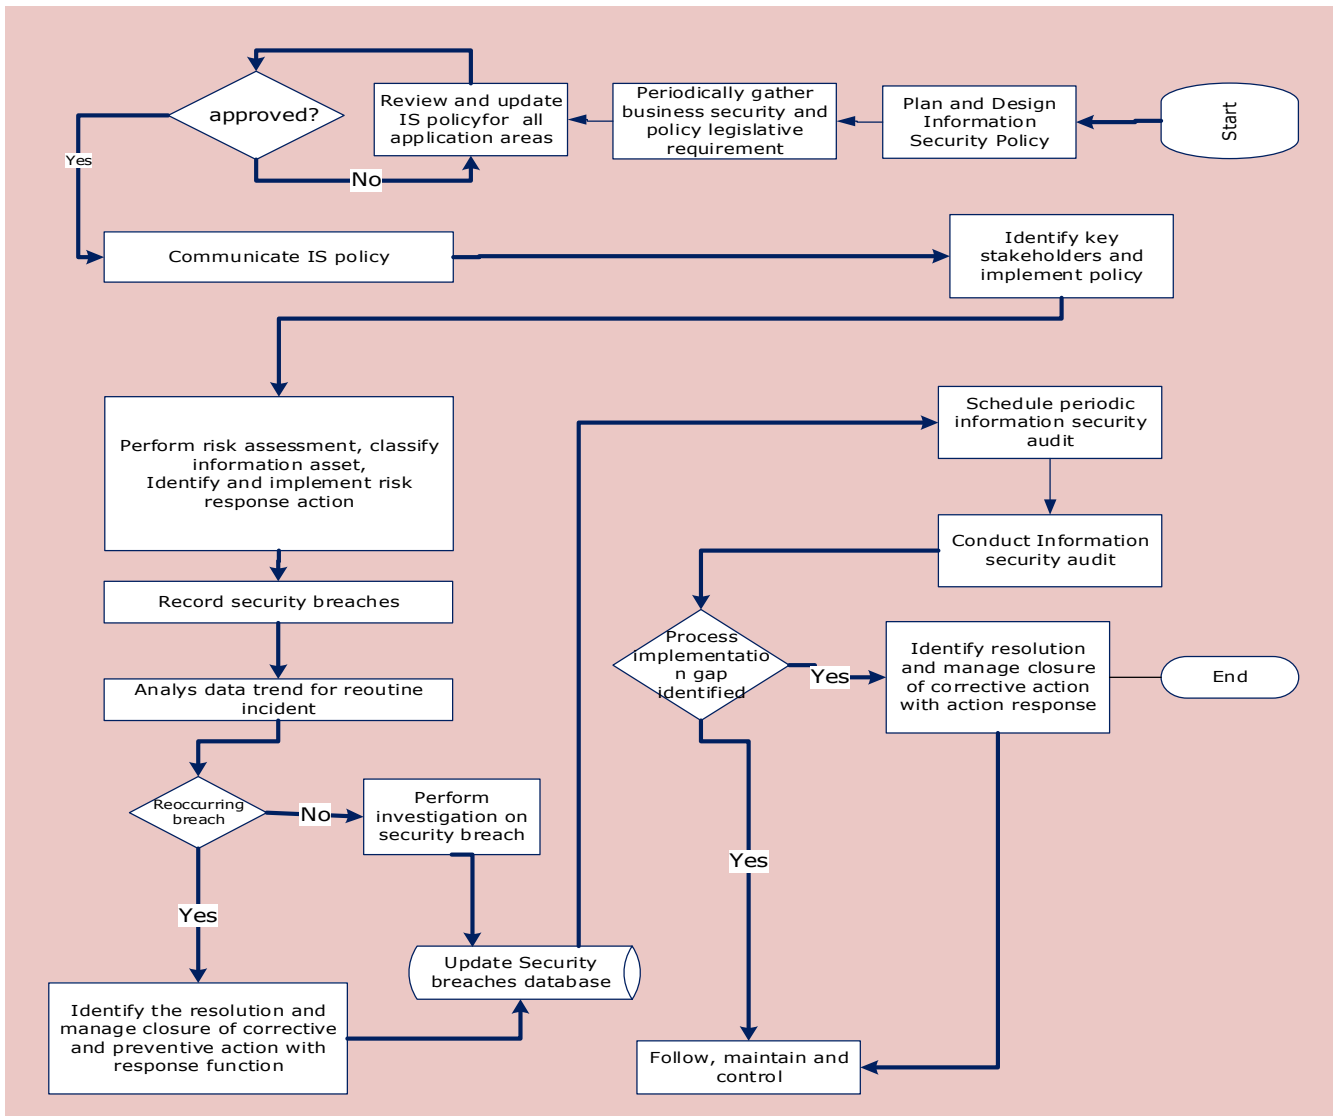 Start
Plan and Design
Information
Security Policy
Periodically gather
business security and
policy legislative
requirement
Review and update
IS policyfor all
application areas
approved?
No
Yes
Communicate IS policy
Identify key
stakeholders and
implement policy
Perform risk assessment, classify
information asset,
Identify and implement risk
response action
Record security breaches
Analys data trend for reoutine
incident
Reoccurring
breach
No
Perform
investigation on
security breach
Yes
Identify the resolution and
manage closure of corrective
and preventive action with
response function
Update Security
breaches database
Schedule periodic
information security
audit
Conduct Information
security audit
Process
implementatio
n gap
identified
Yes
Identify resolution
and manage closure
of corrective action
with action response
End
Yes
Follow, maintain and
control